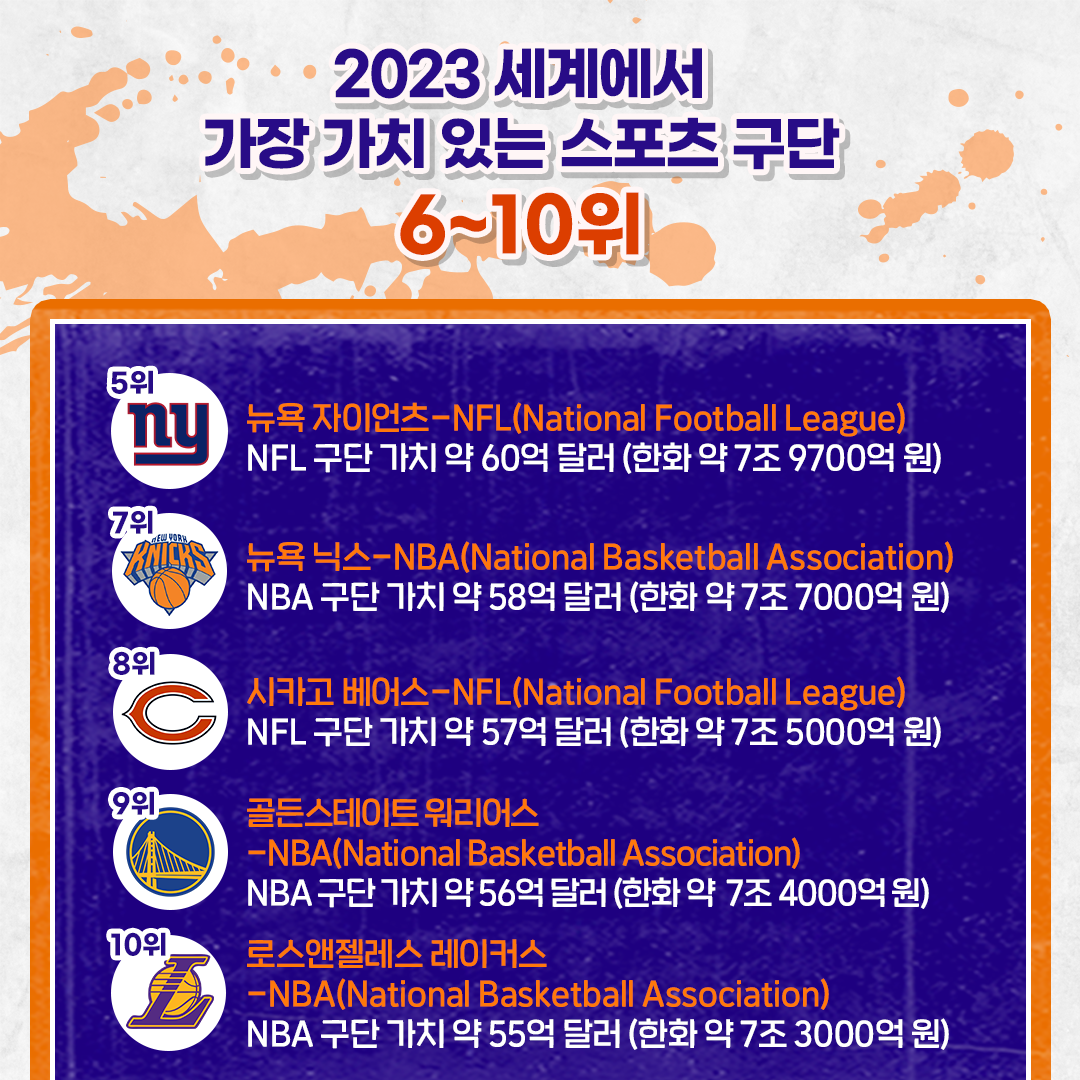 2023 세계에서
가장 가치 있는 스포츠 구단
6~10위
5위
ny
뉴욕 자이언츠-NFL(National Football League)
NFL 구단 가치 약 60억 달러 (한화 약 7조 9700억 원)
7위
NEW YORK
KNICKS
뉴욕 닉스-NBA(National Basketball Association)
NBA 구단 가치 약 58억 달러 (한화 약 7조 7000억 원)
8위
C
시카고 베어스-NFL(National Football League)
NFL 구단 가치 약 57억 달러 (한화 약 7조 5000억 원)
9위
골든스테이트 워리어스
-NBA(National Basketball Association)
NBA 구단 가치 약 56억 달러 (한화 약 7조 4000억 원)
10위
L
로스앤젤레스 레이커스
-NBA(National Basketball Association)
NBA 구단 가치 약 55억 달러 (한화 약 7조 3000억 원)